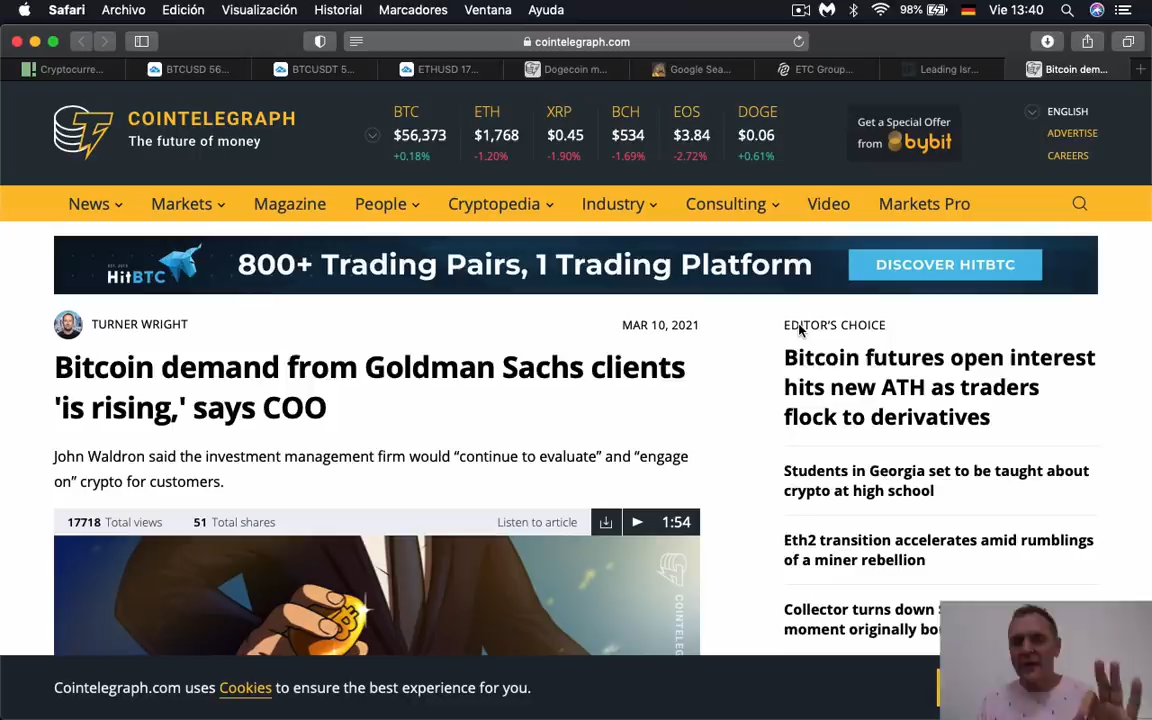 Safari Archivo Edición Visualización Historial Marcadores Ventana Ayuda 98% Vie 13:40
cointelegraph.com
Cryptocurre... BTCUSD 56... BTCUSDT 5... ETHUSD 17... Dogecoin m... Google Sea... ETC Group... Leading Isr... Bitcoin dem...
COINTELEGRAPH
The future of money
BTC ETH XRP BCH EOS DOGE
$56,373 $1,768 $0.45 $534 $3.84 $0.06
+0.18% -1.20% -1.90% -1.69% -2.72% +0.61%
Get a Special Offer
from bybit
ENGLISH
ADVERTISE
CAREERS
News Markets Magazine People Cryptopedia Industry Consulting Video Markets Pro
HitBTC 800+ Trading Pairs, 1 Trading Platform DISCOVER HITBTC
TURNER WRIGHT MAR 10, 2021
Bitcoin demand from Goldman Sachs clients
'is rising,' says COO
John Waldron said the investment management firm would “continue to evaluate” and “engage
on” crypto for customers.
17718 Total views 51 Total shares Listen to article 1:54
COINTELEGRAPH
EDITOR’S CHOICE
Bitcoin futures open interest
hits new ATH as traders
flock to derivatives
Students in Georgia set to be taught about
crypto at high school
Eth2 transition accelerates amid rumblings
of a miner rebellion
Collector turns down
moment originally
Cointelegraph.com uses Cookies to ensure the best experience for you.